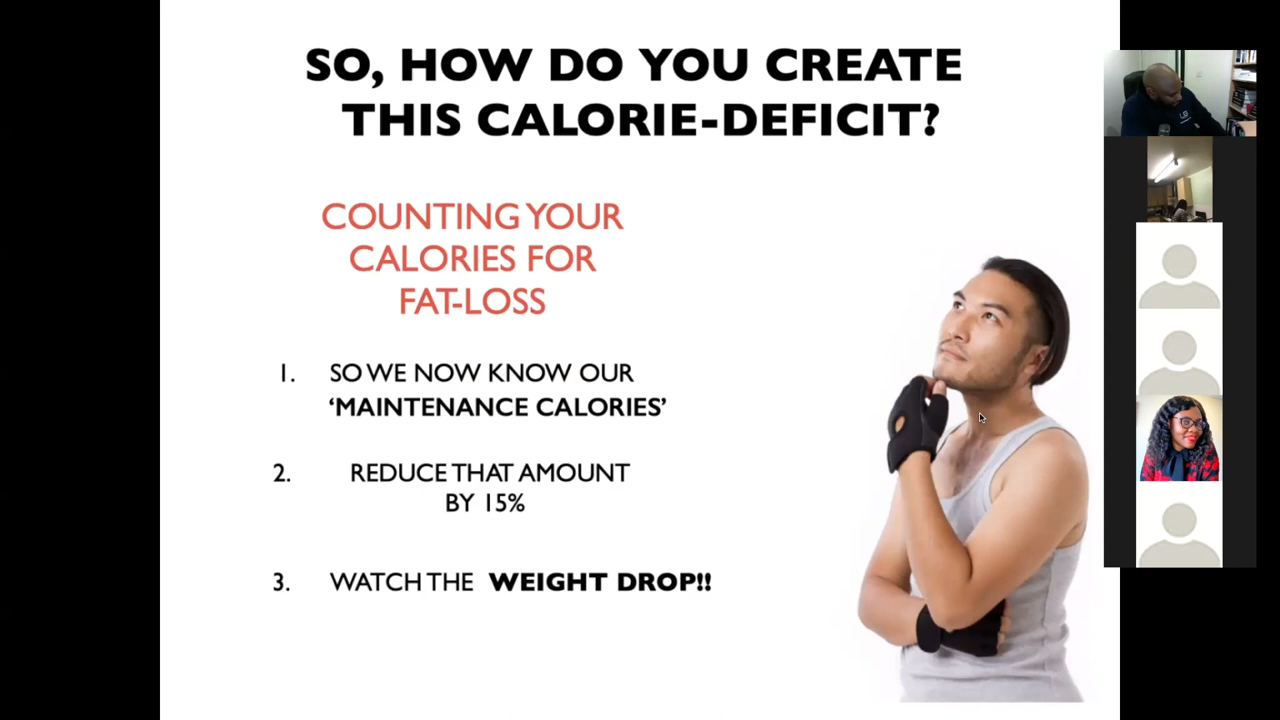 SO, HOW DO YOU CREATE
THIS CALORIE-DEFICIT?
COUNTING YOUR
CALORIES FOR
FAT-LOSS
1. SO WE NOW KNOW OUR
‘MAINTENANCE CALORIES’
2. REDUCE THAT AMOUNT
BY 15%
3. WATCH THE WEIGHT DROP!!